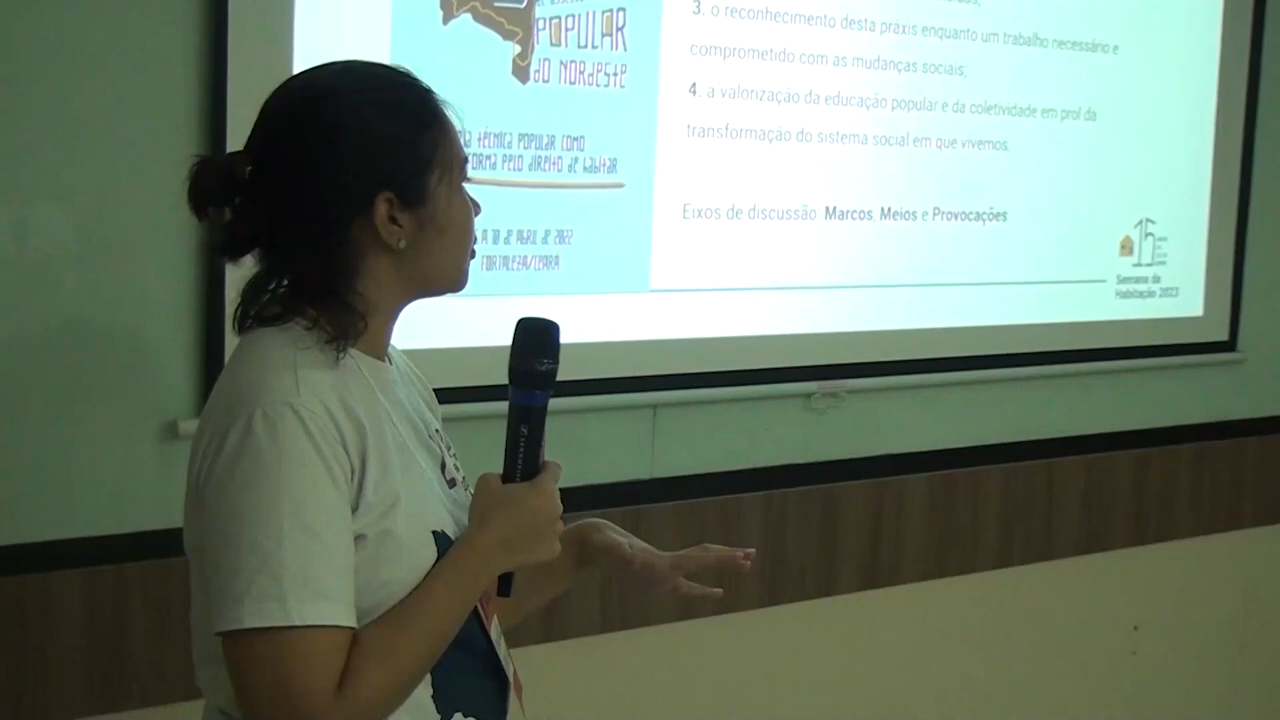 POPULAR
do NORdeste
TÉCNICA POPULAR COMO
FORMA PELO direito de habitar
A 10 de ABRIL de 2022
FORTALEZA/CEARÁ
3. o reconhecimento desta práxis enquanto um trabalho necessário e
comprometido com as mudanças sociais;
4. a valorização da educação popular e da coletividade em prol da
transformação do sistema social em que vivemos.
Eixos de discussão: Marcos, Meios e Provocações
15
Semana da
Habitação 2023
SENNHEISER